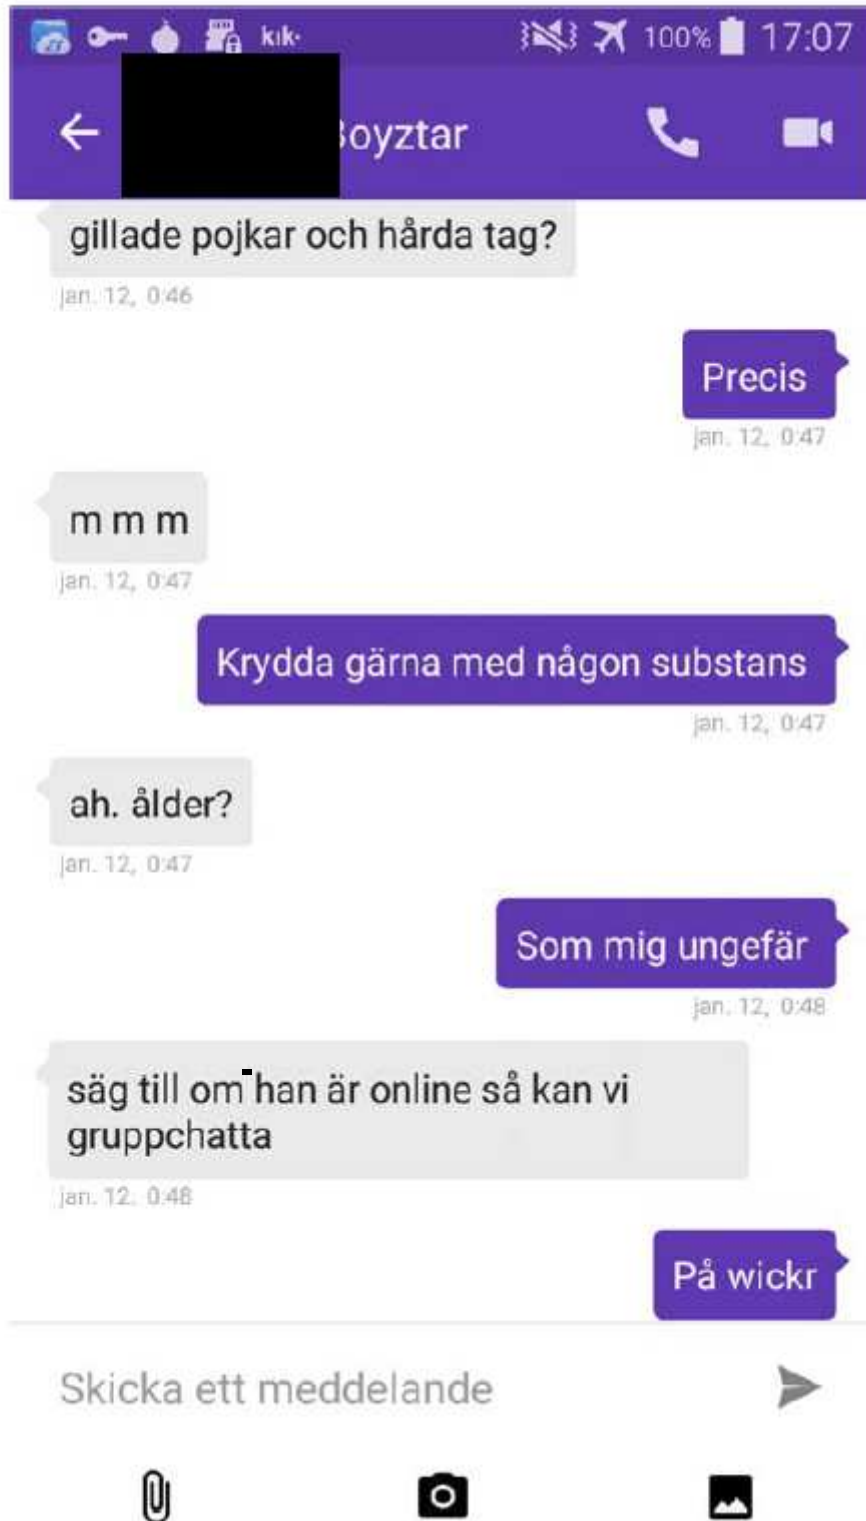 kik·
100% 17:07
oyztar
gillade pojkar och hårda tag?
jan. 12, 0:46
Precis
jan. 12, 0:47
m m m
jan. 12, 0:47
Krydda gärna med någon substans
jan. 12, 0:47
ah. ålder?
jan. 12, 0:47
Som mig ungefär
jan. 12, 0:48
säg till om han är online så kan vi
gruppchatta
jan. 12, 0:48
På wickr
Skicka ett meddelande